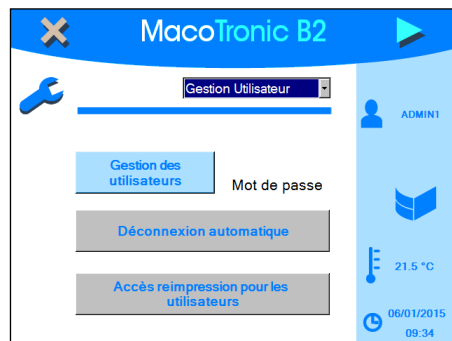 MacoTronic B2
Gestion Utilisateur
ADMIN1
Gestion des
utilisateurs
Mot de passe
Déconnexion automatique
Accès reimpression pour les
utilisateurs
21.5 °C
06/01/2015
09:34